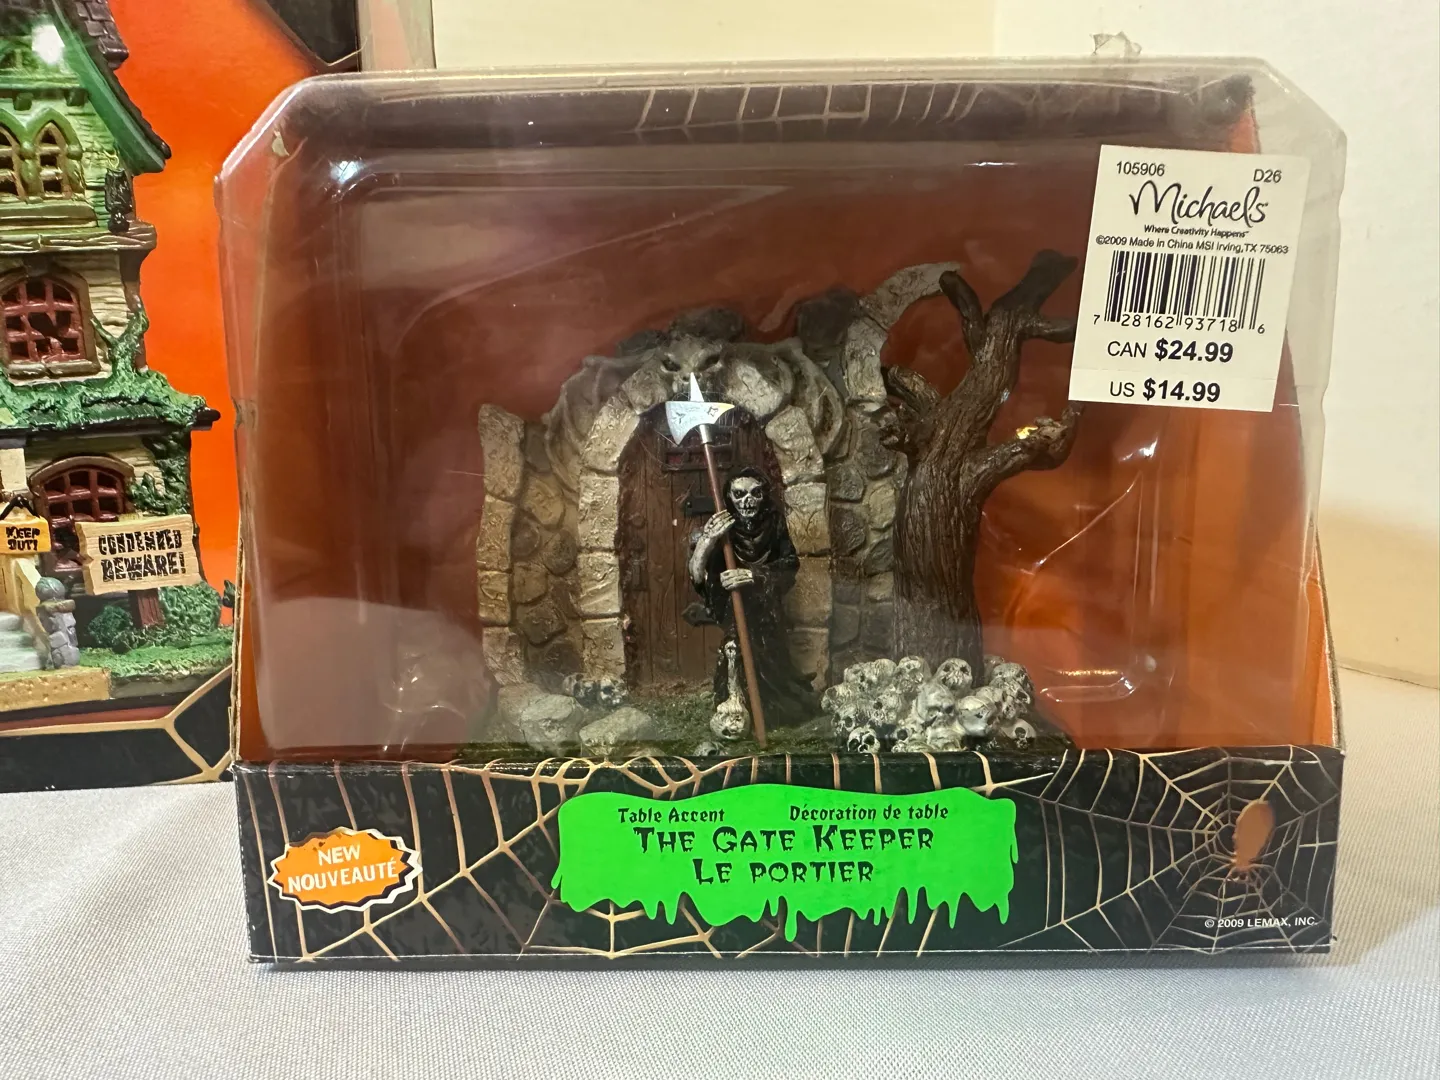 105906 D26
Michaels
Where Creativity Happens™
©2009 Made in China MSI Irving,TX 75063
7 28162 93718 6
CAN $24.99
US $14.99
KEEP OUT!
CONDEMNED
BEWARE!
Table Accent Décoration de table
THE GATE KEEPER
LE PORTIER
NEW
NOUVEAUTÉ
© 2009 LEMAX, INC.